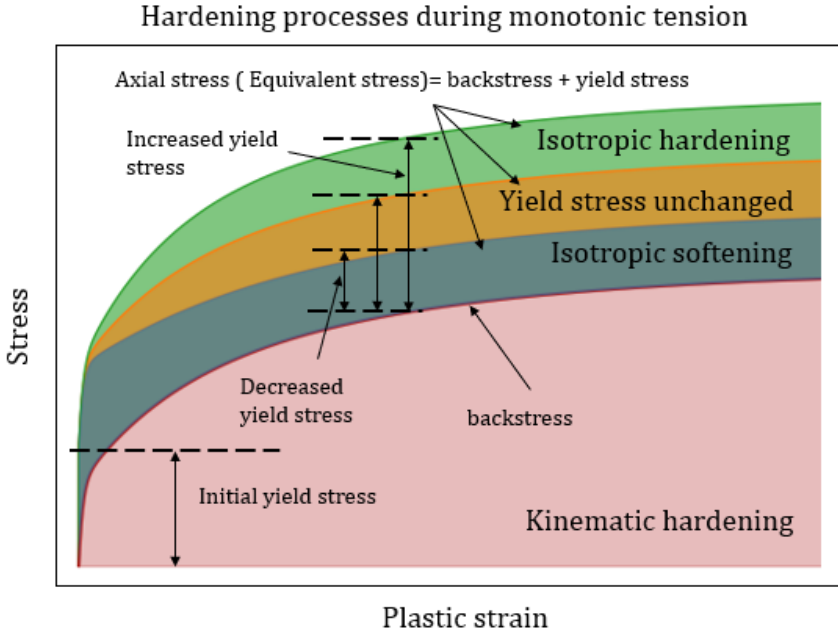 Hardening processes during monotonic tension
Axial stress ( Equivalent stress)= backstress + yield stress
Increased yield
stress
Isotropic hardening
Yield stress unchanged
Isotropic softening
Decreased
yield stress
backstress
Initial yield stress
Kinematic hardening
Stress
Plastic strain